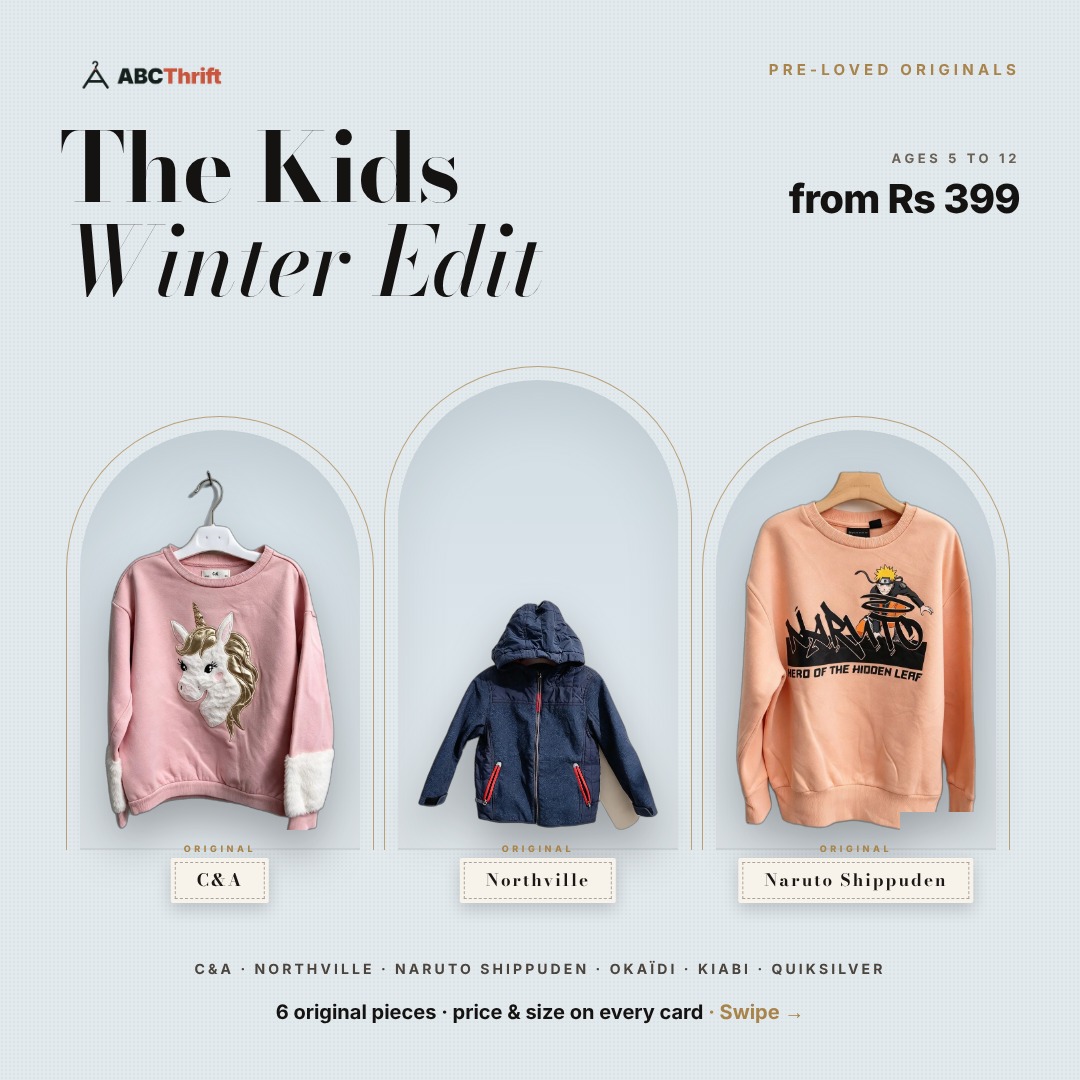 ABCThrift
PRE-LOVED ORIGINALS
The Kids
Winter Edit
AGES 5 TO 12
from Rs 399
C&A
NARUTO
HERO OF THE HIDDEN LEAF
ORIGINAL
C&A
ORIGINAL
Northville
ORIGINAL
Naruto Shippuden
C&A · NORTHVILLE · NARUTO SHIPPUDEN · OKAÏDI · KIABI · QUIKSILVER
6 original pieces · price & size on every card · Swipe →